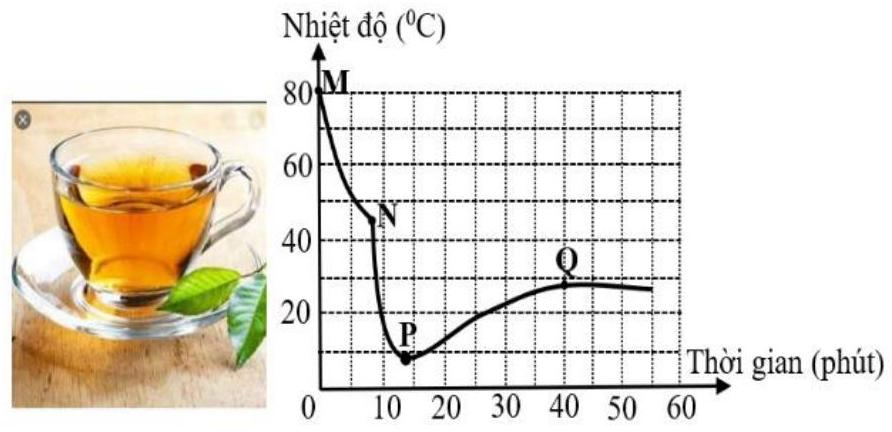 Nhiệt độ (⁰C)
80
M
60
N
40
Q
20
P
Thời gian (phút)
0 10 20 30 40 50 60